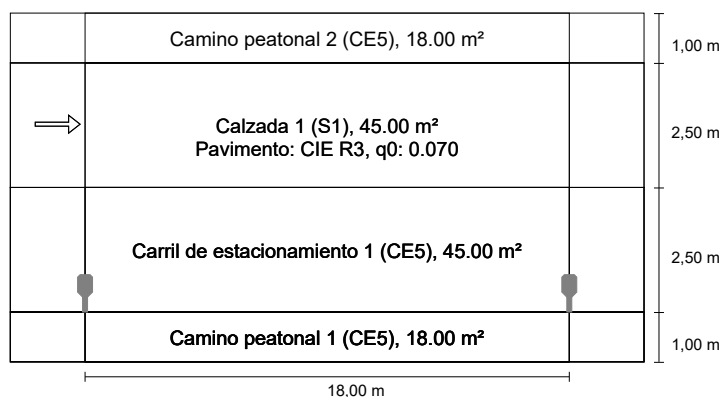 Camino peatonal 2 (CE5), 18.00 m²
1,00 m
Calzada 1 (S1), 45.00 m²
Pavimento: CIE R3, q0: 0.070
2,50 m
Carril de estacionamiento 1 (CE5), 45.00 m²
2,50 m
Camino peatonal 1 (CE5), 18.00 m²
1,00 m
18,00 m